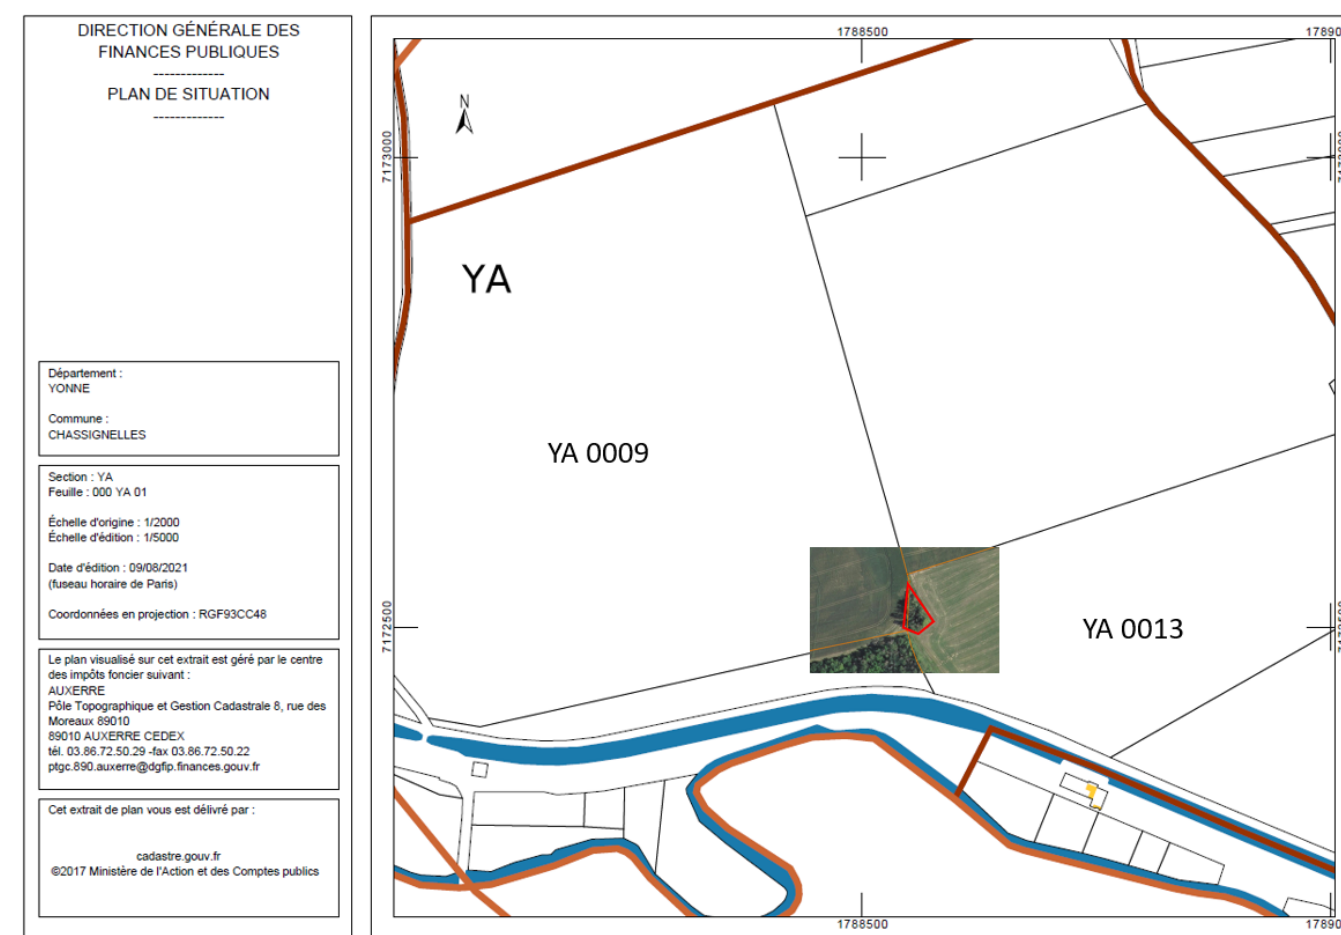 DIRECTION GÉNÉRALE DES
FINANCES PUBLIQUES
-------------
PLAN DE SITUATION
-------------
Département :
YONNE
Commune :
CHASSIGNELLES
Section : YA
Feuille : 000 YA 01
Échelle d'origine : 1/2000
Échelle d'édition : 1/5000
Date d'édition : 09/08/2021
(fuseau horaire de Paris)
Coordonnées en projection : RGF93CC48
Le plan visualisé sur cet extrait est géré par le centre
des impôts foncier suivant :
AUXERRE
Pôle Topographique et Gestion Cadastrale 8, rue des
Moreaux 89010
89010 AUXERRE CEDEX
tél. 03.86.72.50.29 -fax 03.86.72.50.22
ptgc.890.auxerre@dgfip.finances.gouv.fr
Cet extrait de plan vous est délivré par :
cadastre.gouv.fr
©2017 Ministère de l'Action et des Comptes publics
1788500
17890
N
7173000
YA
YA 0009
YA 0013
7172500
1788500
17890